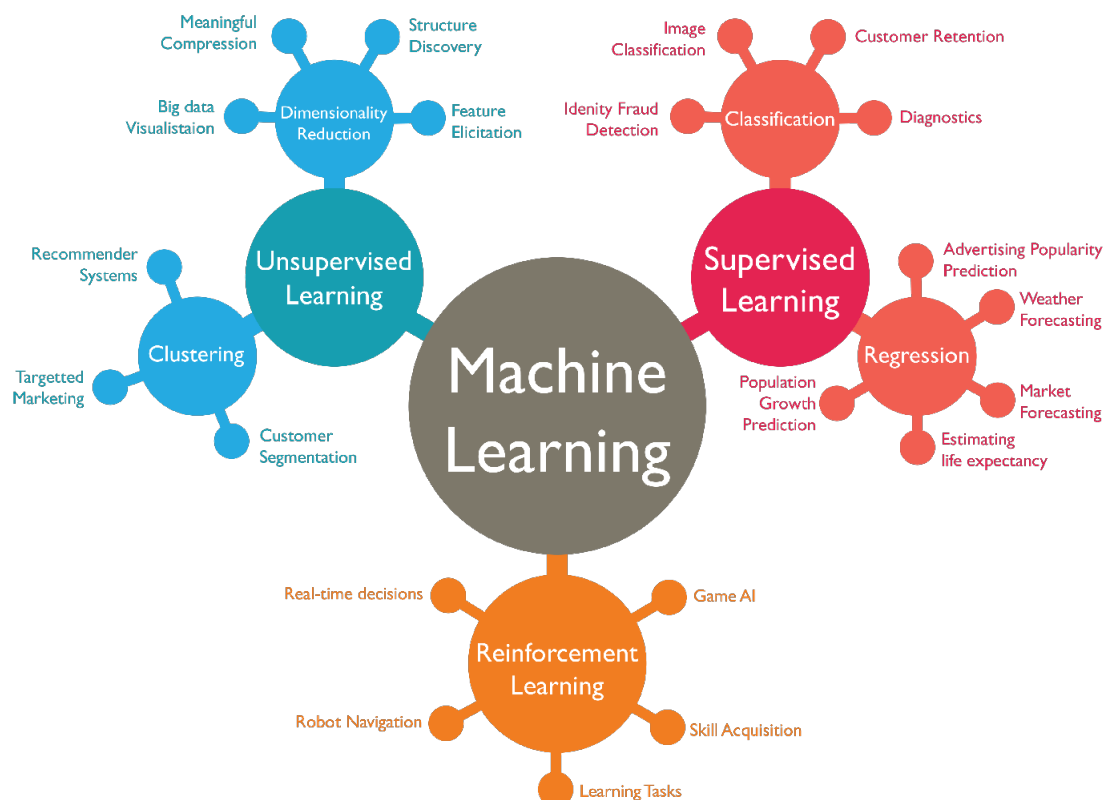 Meaningful
Compression
Structure
Discovery
Big data
Visualistaion
Dimensionality
Reduction
Feature
Elicitation
Recommender
Systems
Unsupervised
Learning
Clustering
Targetted
Marketing
Customer
Segmentation
Image
Classification
Customer Retention
Idenity Fraud
Detection
Classification
Diagnostics
Supervised
Learning
Advertising Popularity
Prediction
Weather
Forecasting
Regression
Population
Growth
Prediction
Market
Forecasting
Estimating
life expectancy
Machine
Learning
Real-time decisions
Game AI
Reinforcement
Learning
Robot Navigation
Skill Acquisition
Learning Tasks